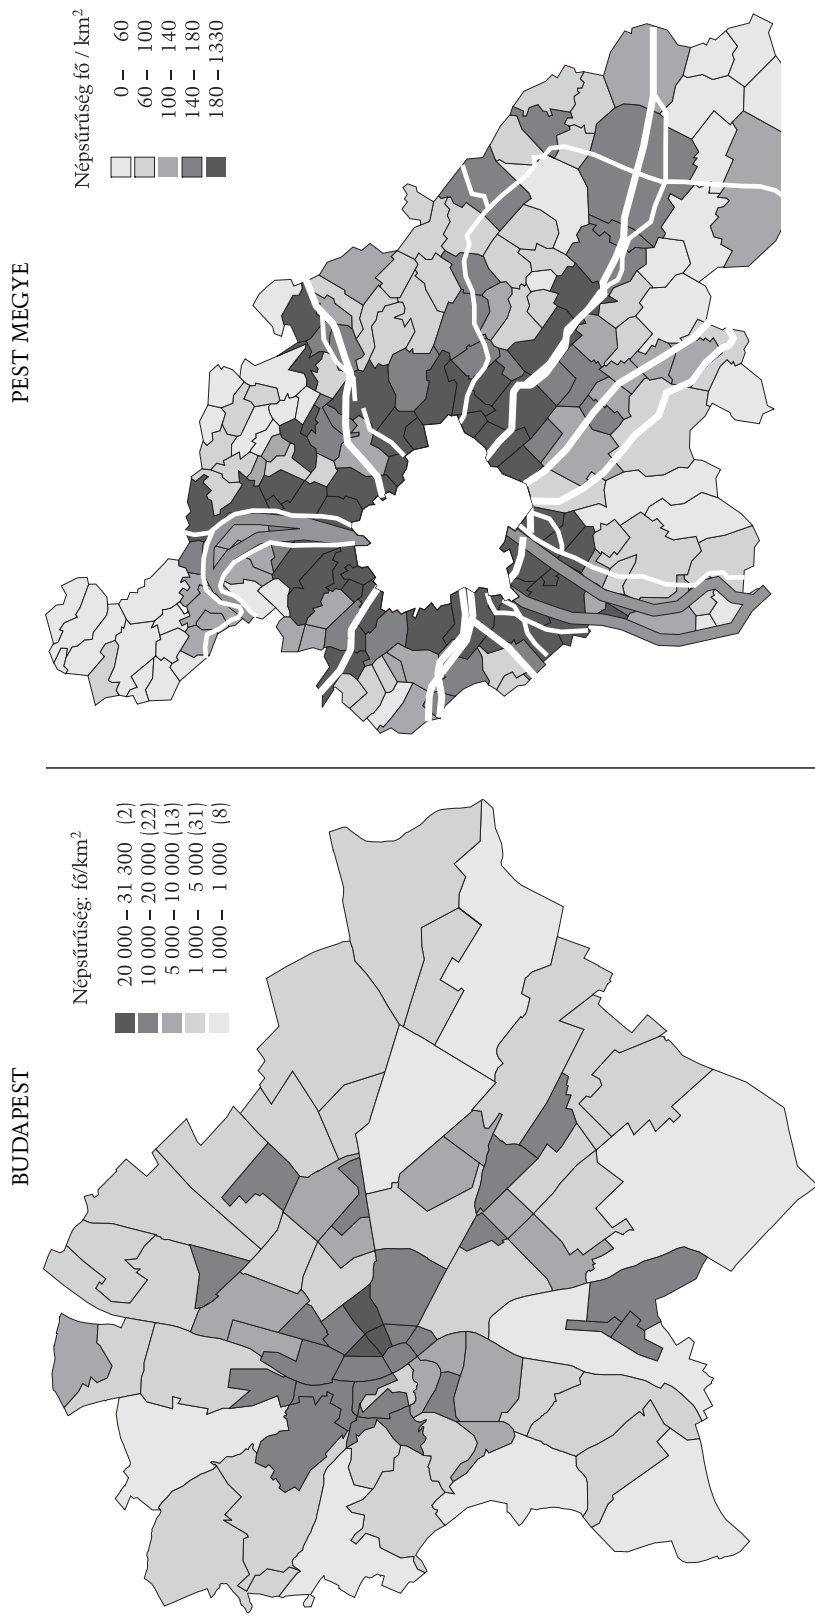 BUDAPEST
Népsűrűség: fő/km²
20 000 – 31 300 (2)
10 000 – 20 000 (22)
5 000 – 10 000 (13)
1 000 – 5 000 (31)
1 000 – 1 000 (8)
PEST MEGYE
Népsűrűség fő / km²
0 – 60
60 – 100
100 – 140
140 – 180
180 – 1330